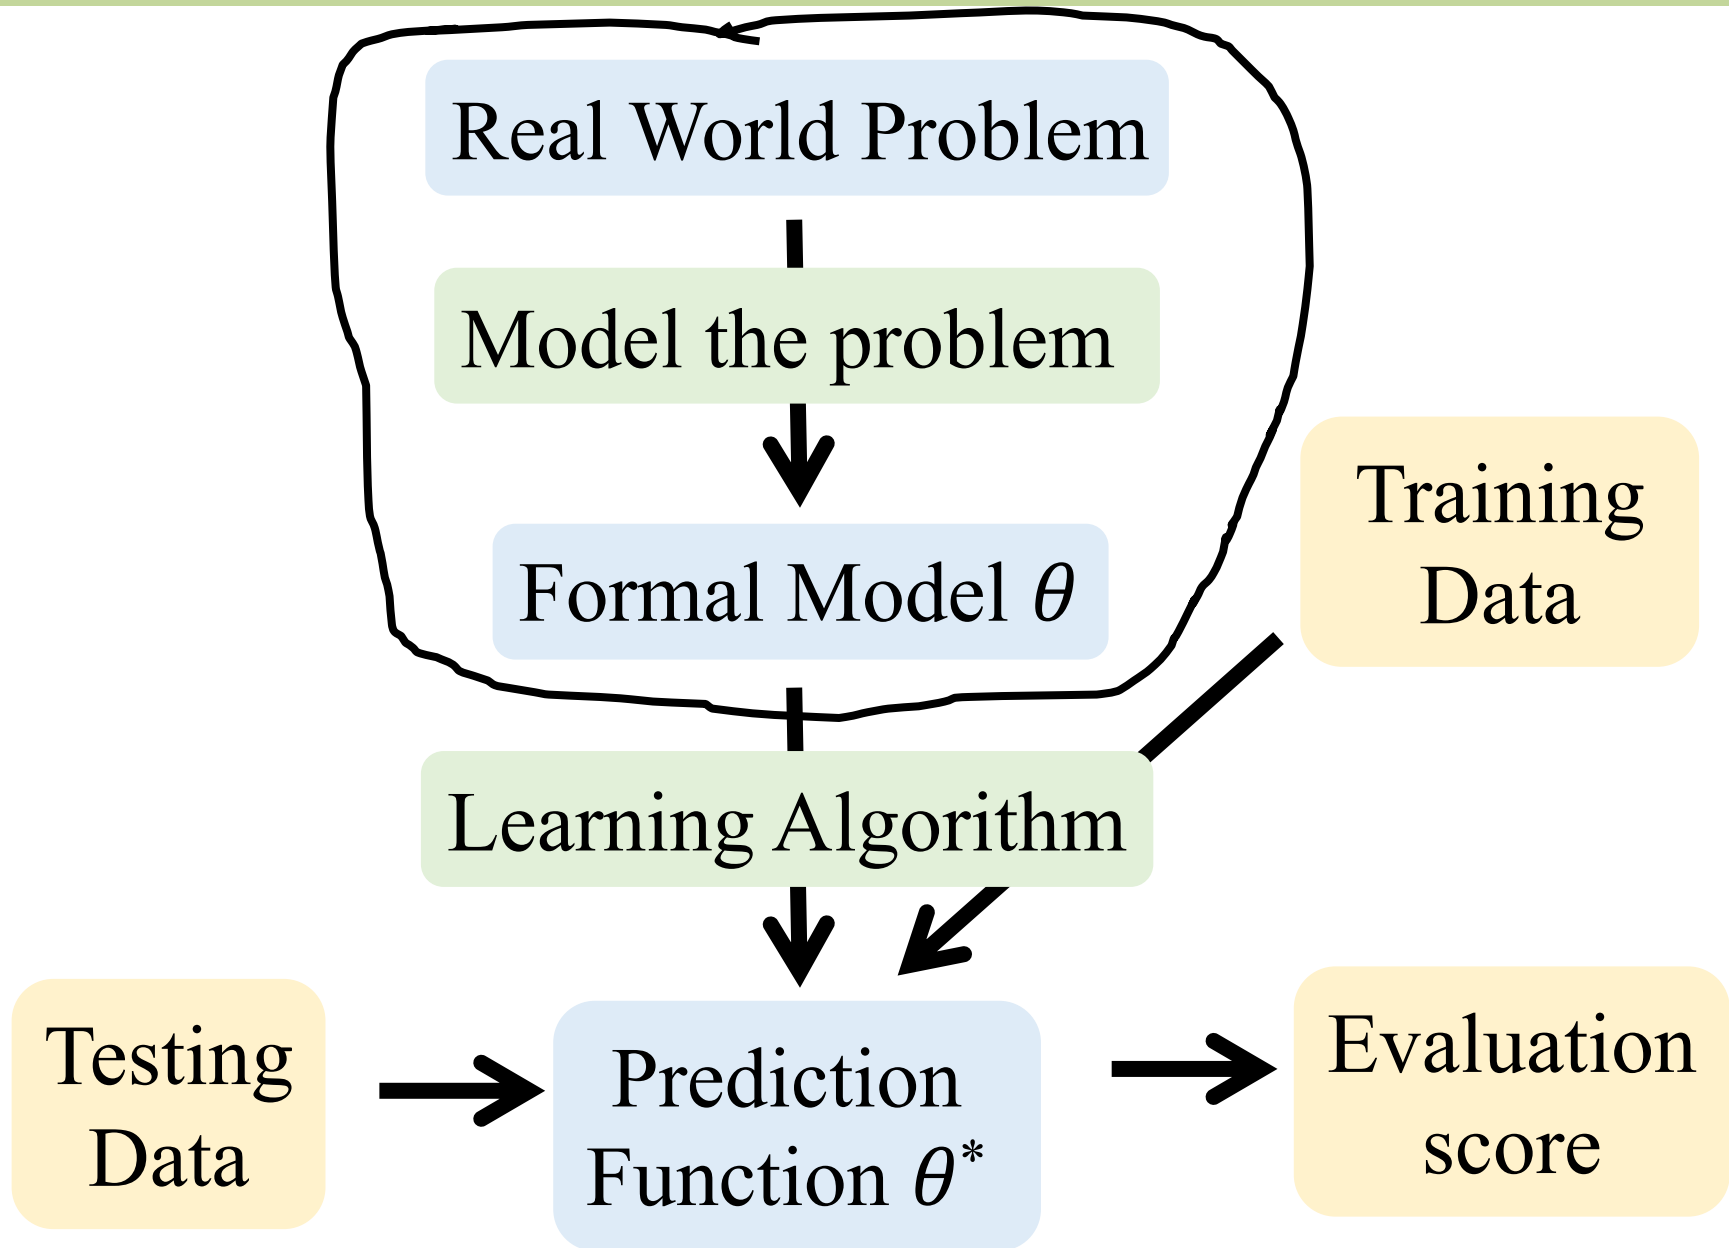 Real World Problem
Model the problem
Formal Model θ
Training
Data
Learning Algorithm
Testing
Data
Prediction
Function θ*
Evaluation
score